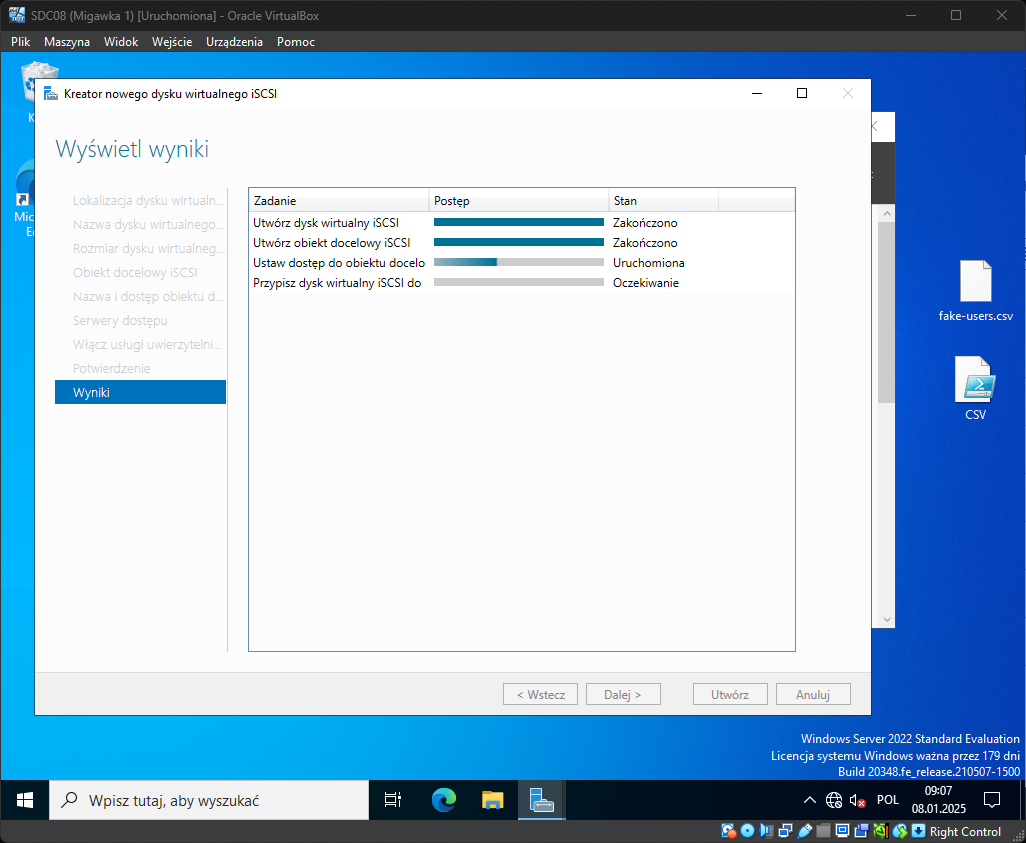 SDC08 (Migawka 1) [Uruchomiona] - Oracle VirtualBox
Plik Maszyna Widok Wejście Urządzenia Pomoc
Kreator nowego dysku wirtualnego iSCSI
Wyświetl wyniki
Lokalizacja dysku wirtualn...
Nazwa dysku wirtualnego...
Rozmiar dysku wirtualneg...
Obiekt docelowy iSCSI
Nazwa i dostęp obiektu d...
Serwery dostępu
Włącz usługi uwierzytelni...
Potwierdzenie
Wyniki
Zadanie Postęp Stan
Utwórz dysk wirtualny iSCSI Zakończono
Utwórz obiekt docelowy iSCSI Zakończono
Ustaw dostęp do obiektu docelo Uruchomiona
Przypisz dysk wirtualny iSCSI do Oczekiwanie
< Wstecz Dalej > Utwórz Anuluj
K
Mic
Ed
fake-users.csv
CSV
Windows Server 2022 Standard Evaluation
Licencja systemu Windows ważna przez 179 dni
Build 20348.fe_release.210507-1500
Wpisz tutaj, aby wyszukać
POL
09:07
08.01.2025
Right Control